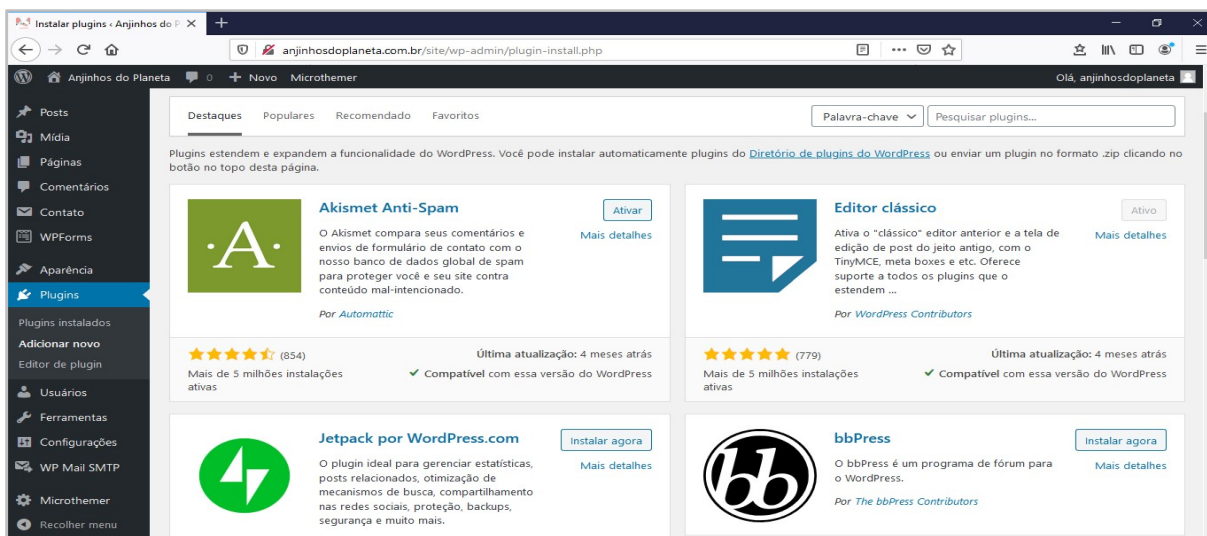 Instalar plugins ‹ Anjinhos do P
anjinhosdoplaneta.com.br/site/wp-admin/plugin-install.php
Anjinhos do Planeta 0 + Novo Microthemer
Olá, anjinhosdoplaneta
Posts
Mídia
Páginas
Comentários
Contato
WPForms
Aparência
Plugins
Plugins instalados
Adicionar novo
Editor de plugin
Usuários
Ferramentas
Configurações
WP Mail SMTP
Microthemer
Recolher menu
Destaques Populares Recomendado Favoritos
Palavra-chave Pesquisar plugins...
Plugins estendem e expandem a funcionalidade do WordPress. Você pode instalar automaticamente plugins do Diretório de plugins do WordPress ou enviar um plugin no formato .zip clicando no
botão no topo desta página.
·A·
Akismet Anti-Spam
Ativar
Mais detalhes
O Akismet compara seus comentários e
envios de formulário de contato com o
nosso banco de dados global de spam
para proteger você e seu site contra
conteúdo mal-intencionado.
Por Automattic
(854)
Mais de 5 milhões instalações
ativas
Última atualização: 4 meses atrás
✔ Compatível com essa versão do WordPress
Editor clássico
Ativo
Mais detalhes
Ativa o "clássico" editor anterior e a tela de
edição de post do jeito antigo, com o
TinyMCE, meta boxes e etc. Oferece
suporte a todos os plugins que o
estendem ...
Por WordPress Contributors
(779)
Mais de 5 milhões instalações
ativas
Última atualização: 4 meses atrás
✔ Compatível com essa versão do WordPress
Jetpack por WordPress.com
Instalar agora
Mais detalhes
O plugin ideal para gerenciar estatísticas,
posts relacionados, otimização de
mecanismos de busca, compartilhamento
nas redes sociais, proteção, backups,
segurança e muito mais.
bb
bbPress
Instalar agora
Mais detalhes
O bbPress é um programa de fórum para
o WordPress.
Por The bbPress Contributors